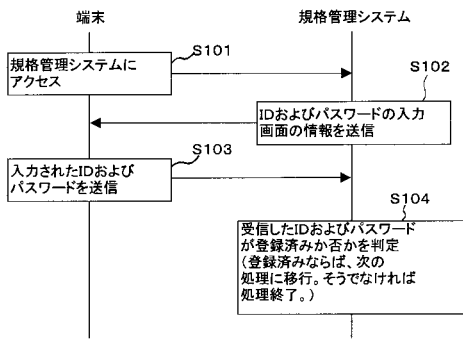 端末
規格管理システム
S101
規格管理システムに
アクセス
S102
IDおよびパスワードの入力
画面の情報を送信
S103
入力されたIDおよび
パスワードを送信
S104
受信したIDおよびパスワード
が登録済みか否かを判定
(登録済みならば、次の
処理に移行。そうでなければ
処理終了。)